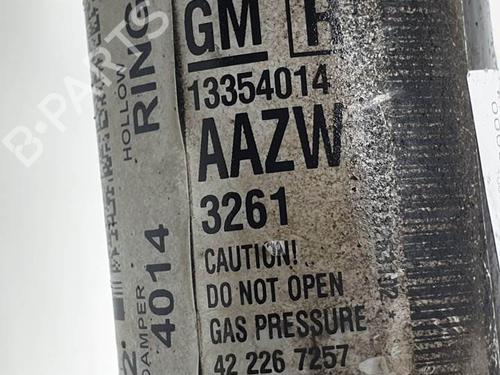 GM R
13354014
AAZW
3261
CAUTION!
DO NOT OPEN
GAS PRESSURE
42 226 7257
HOLLOW
RING
DAMPER
4014
B-PARTS